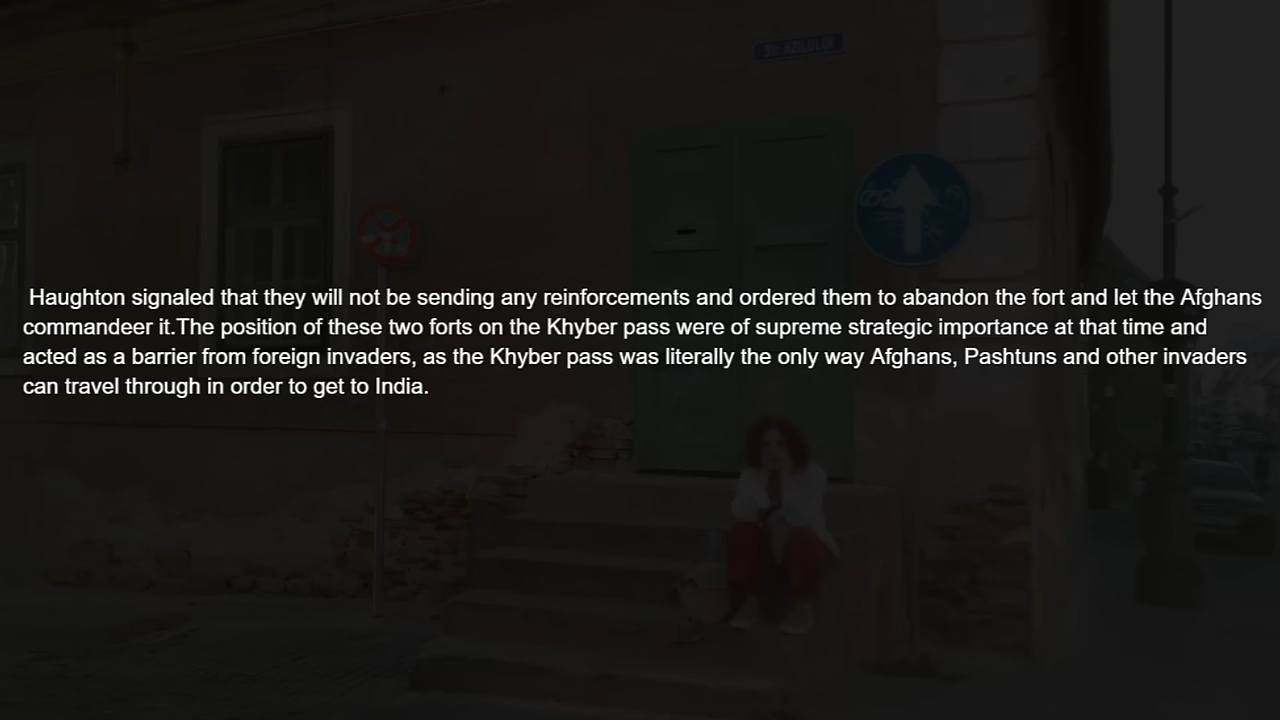 Haughton signaled that they will not be sending any reinforcements and ordered them to abandon the fort and let the Afghans
commandeer it.The position of these two forts on the Khyber pass were of supreme strategic importance at that time and
acted as a barrier from foreign invaders, as the Khyber pass was literally the only way Afghans, Pashtuns and other invaders
can travel through in order to get to India.